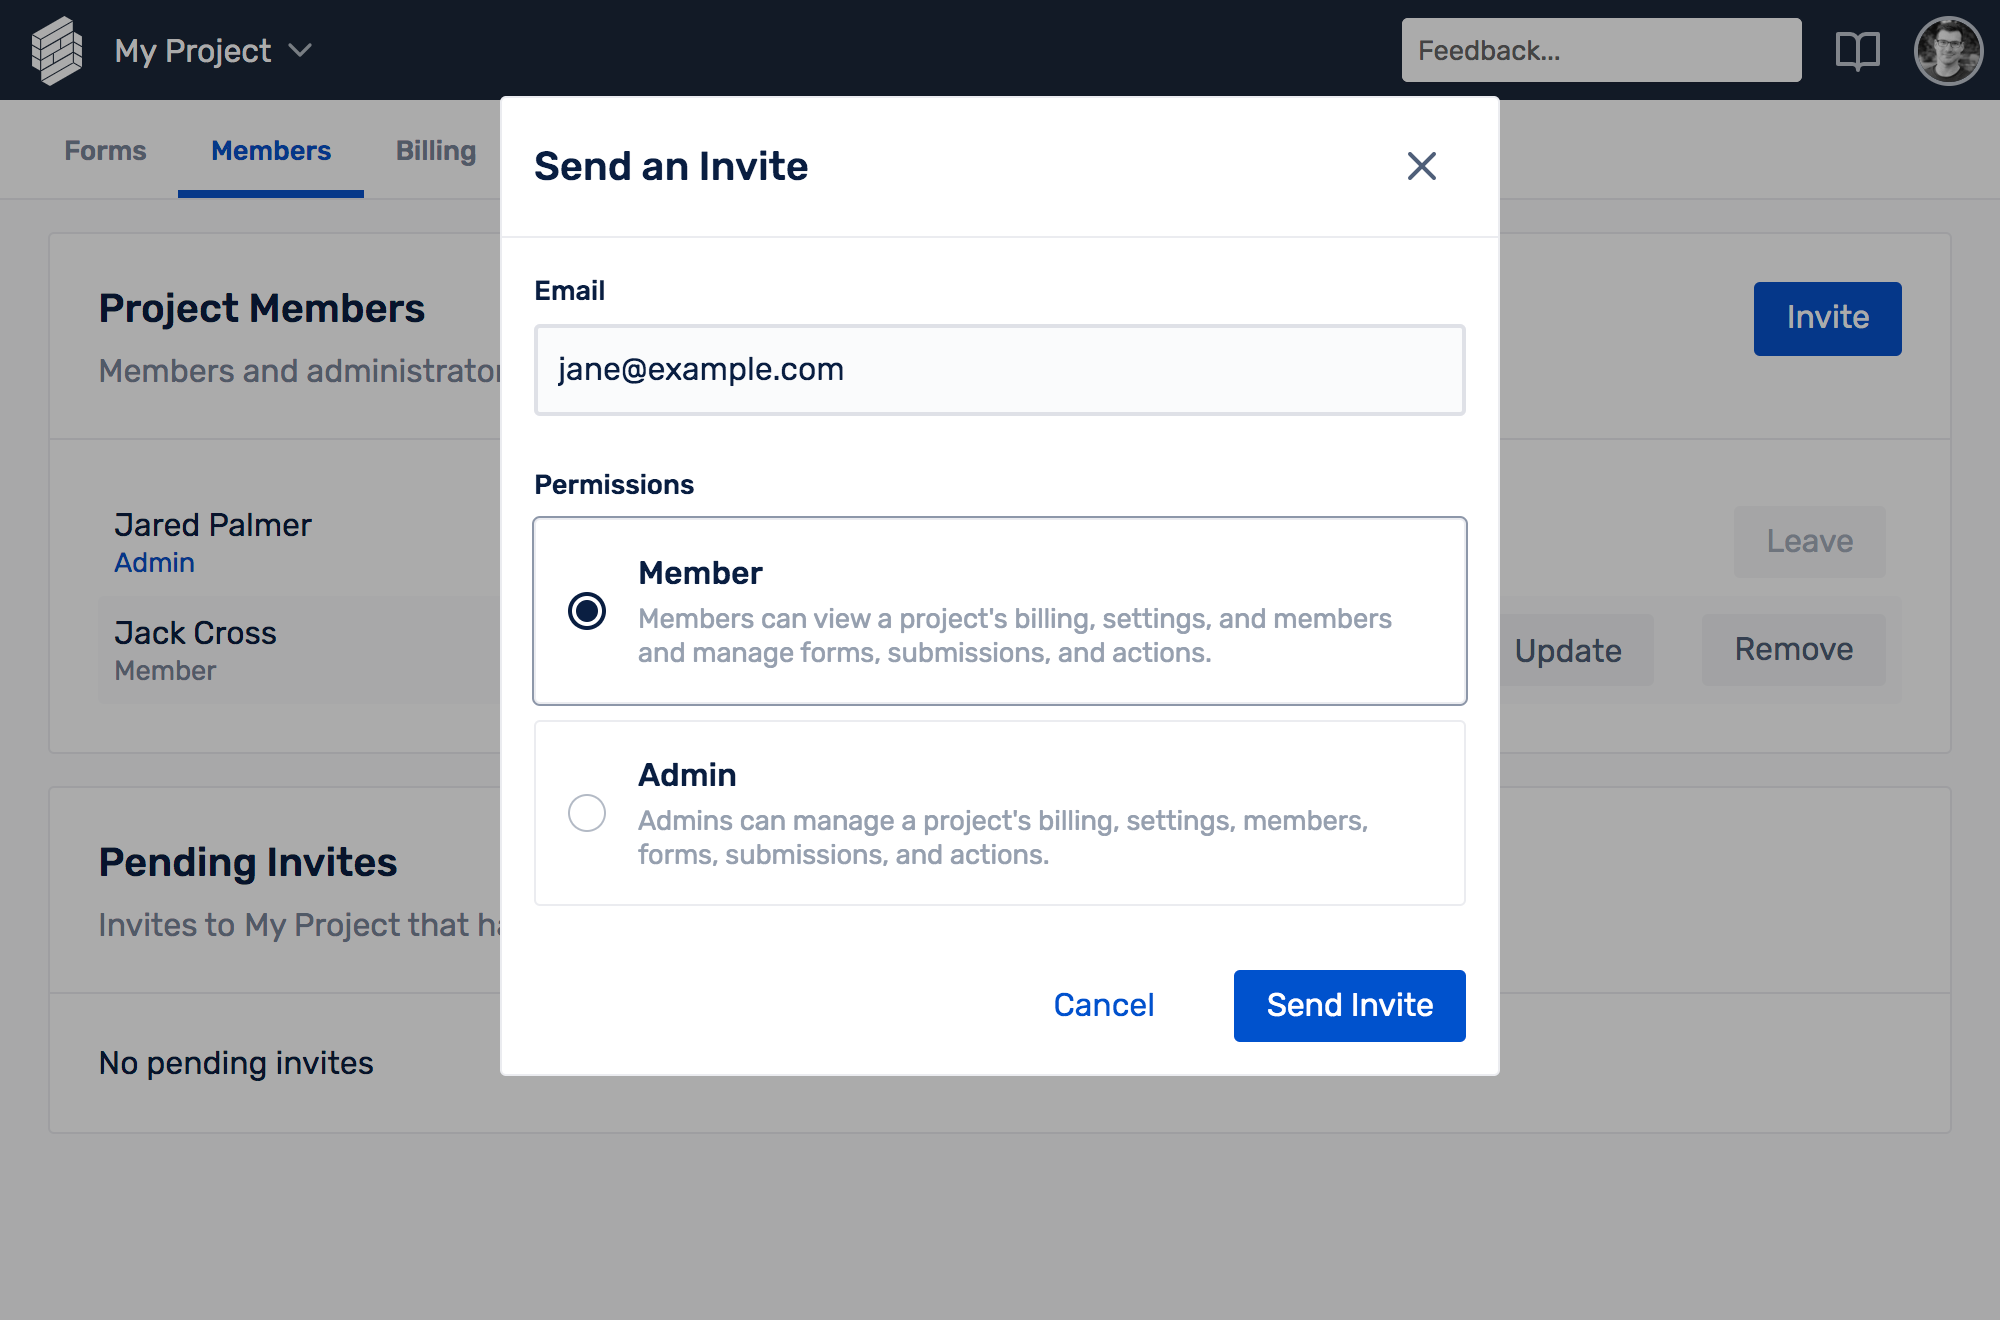 My Project
Feedback...
Forms
Members
Billing
Send an Invite
Project Members
Members and administrator
Invite
Email
jane@example.com
Permissions
Jared Palmer
Admin
Leave
Jack Cross
Member
Update
Remove
Member
Members can view a project's billing, settings, and members
and manage forms, submissions, and actions.
Admin
Admins can manage a project's billing, settings, members,
forms, submissions, and actions.
Pending Invites
Invites to My Project that
No pending invites
Cancel
Send Invite